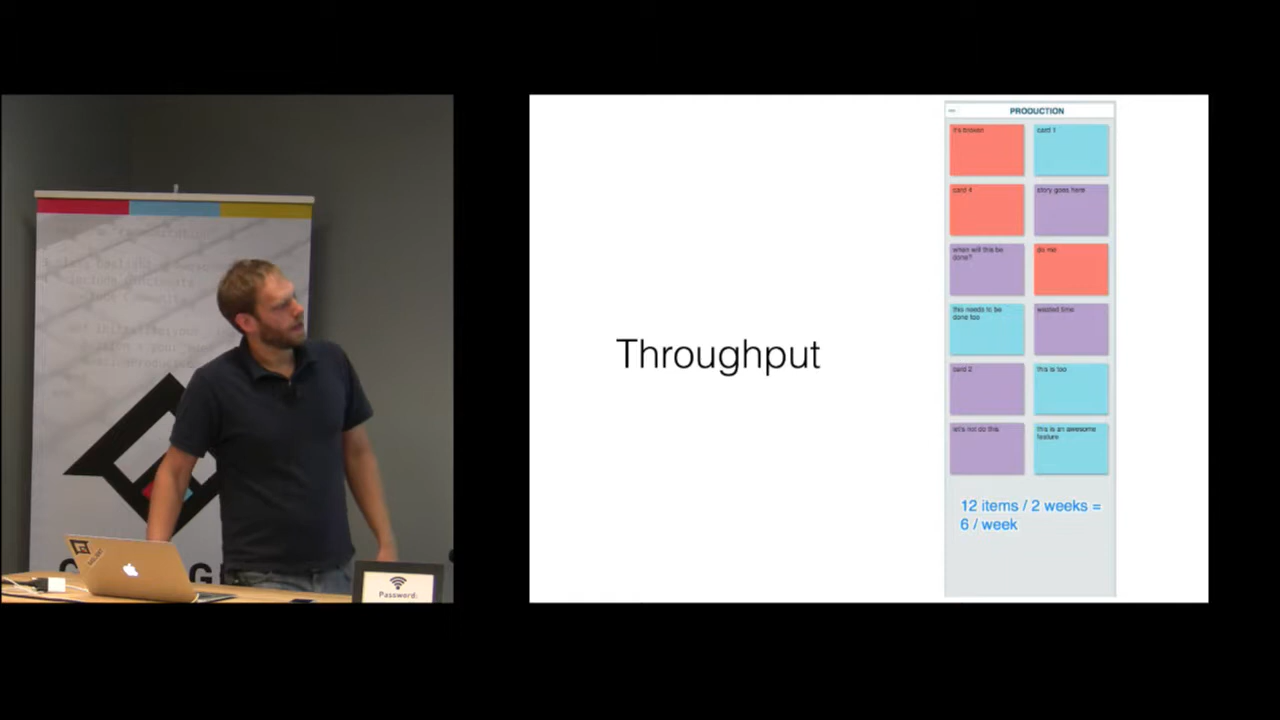 Throughput
PRODUCTION
it's broken
card 1
card 4
story goes here
when will this be
done?
do me
this needs to be
done too
wasted time
card 2
this is too
let's not do this
this is an awesome
feature
12 items / 2 weeks =
6 / week
Password: